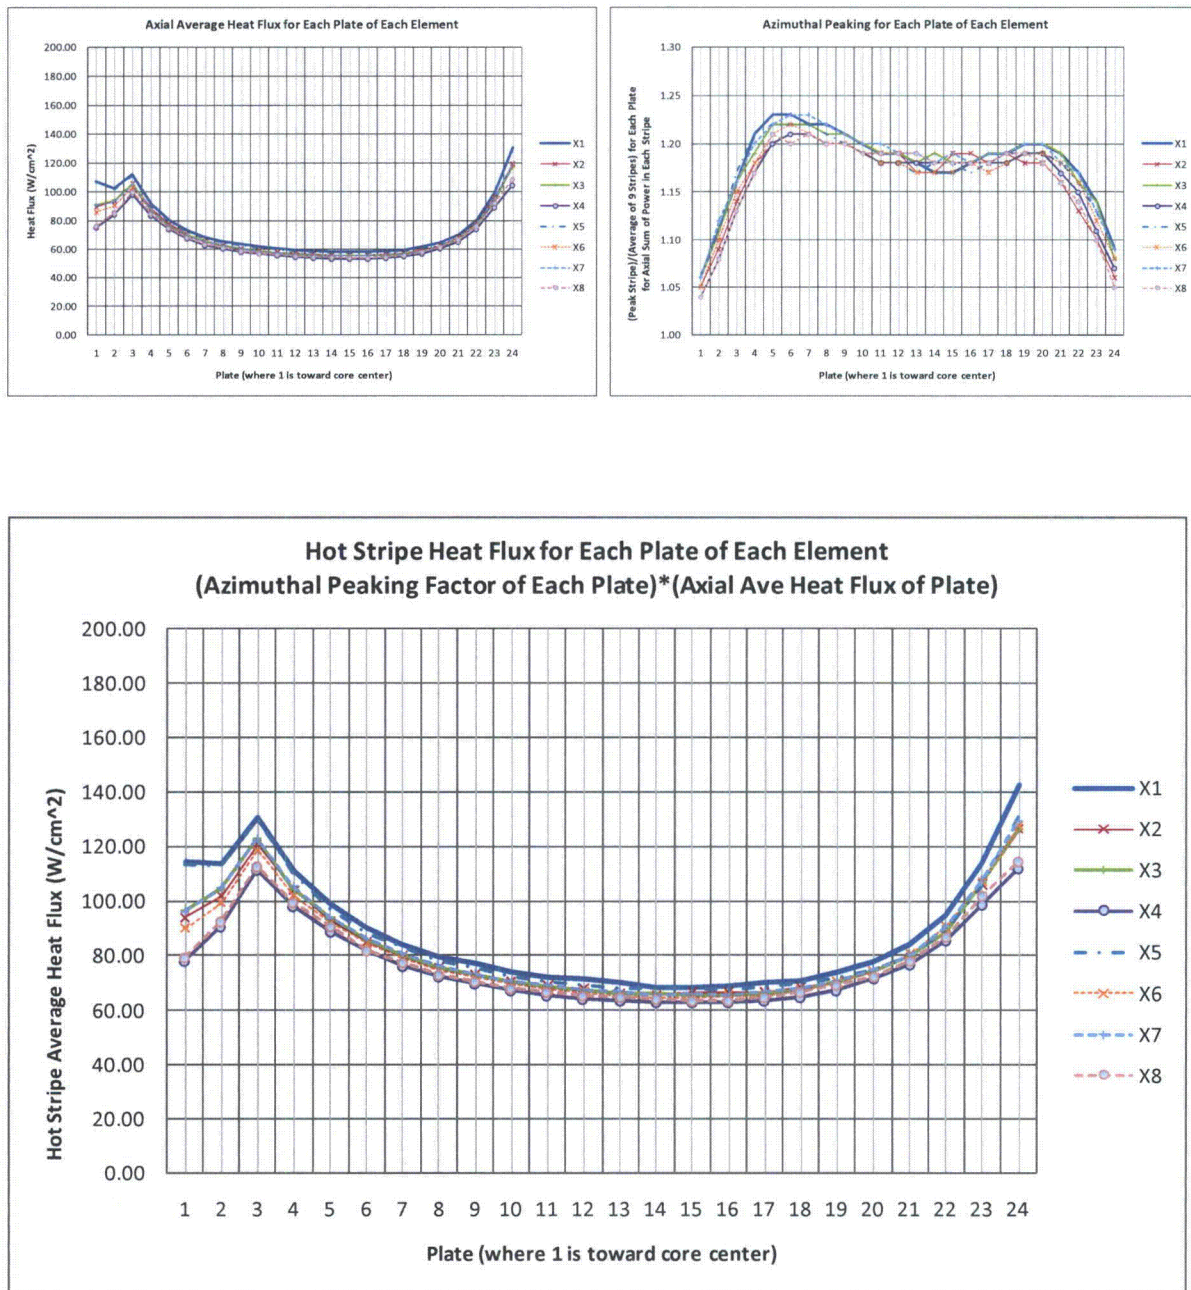 Axial Average Heat Flux for Each Plate of Each Element
Heat Flux (W/cm^2)
200.00
180.00
160.00
140.00
120.00
100.00
80.00
60.00
40.00
20.00
0.00
1 2 3 4 5 6 7 8 9 10 11 12 13 14 15 16 17 18 19 20 21 22 23 24
Plate (where 1 is toward core center)
X1
X2
X3
X4
X5
X6
X7
X8
Azimuthal Peaking for Each Plate of Each Element
(Peak Stripe)/(Average of 9 Stripes) for Each Plate
for Axial Sum of Power in Each Stripe
1.30
1.25
1.20
1.15
1.10
1.05
1.00
1 2 3 4 5 6 7 8 9 10 11 12 13 14 15 16 17 18 19 20 21 22 23 24
Plate (where 1 is toward core center)
X1
X2
X3
X4
X5
X6
X7
X8
Hot Stripe Heat Flux for Each Plate of Each Element
(Azimuthal Peaking Factor of Each Plate)*(Axial Ave Heat Flux of Plate)
Hot Stripe Average Heat Flux (W/cm^2)
200.00
180.00
160.00
140.00
120.00
100.00
80.00
60.00
40.00
20.00
0.00
1 2 3 4 5 6 7 8 9 10 11 12 13 14 15 16 17 18 19 20 21 22 23 24
Plate (where 1 is toward core center)
X1
X2
X3
X4
X5
X6
X7
X8